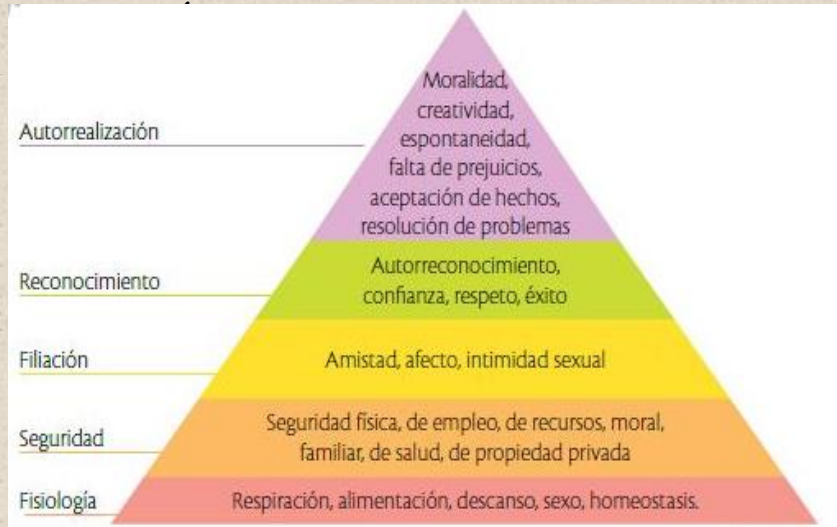 Moralidad,
creatividad,
espontaneidad,
Autorrealización
falta de prejuicios,
aceptación de hechos,
resolución de problemas
Autorreconocimiento,
Reconocimiento
confianza, respeto, éxito
Filiación
Amistad, afecto, intimidad sexual
Seguridad física, de empleo, de recursos, moral,
Seguridad
familiar, de salud, de propiedad privada
Fisiología
Respiración, alimentación, descanso, sexo, homeostasis.